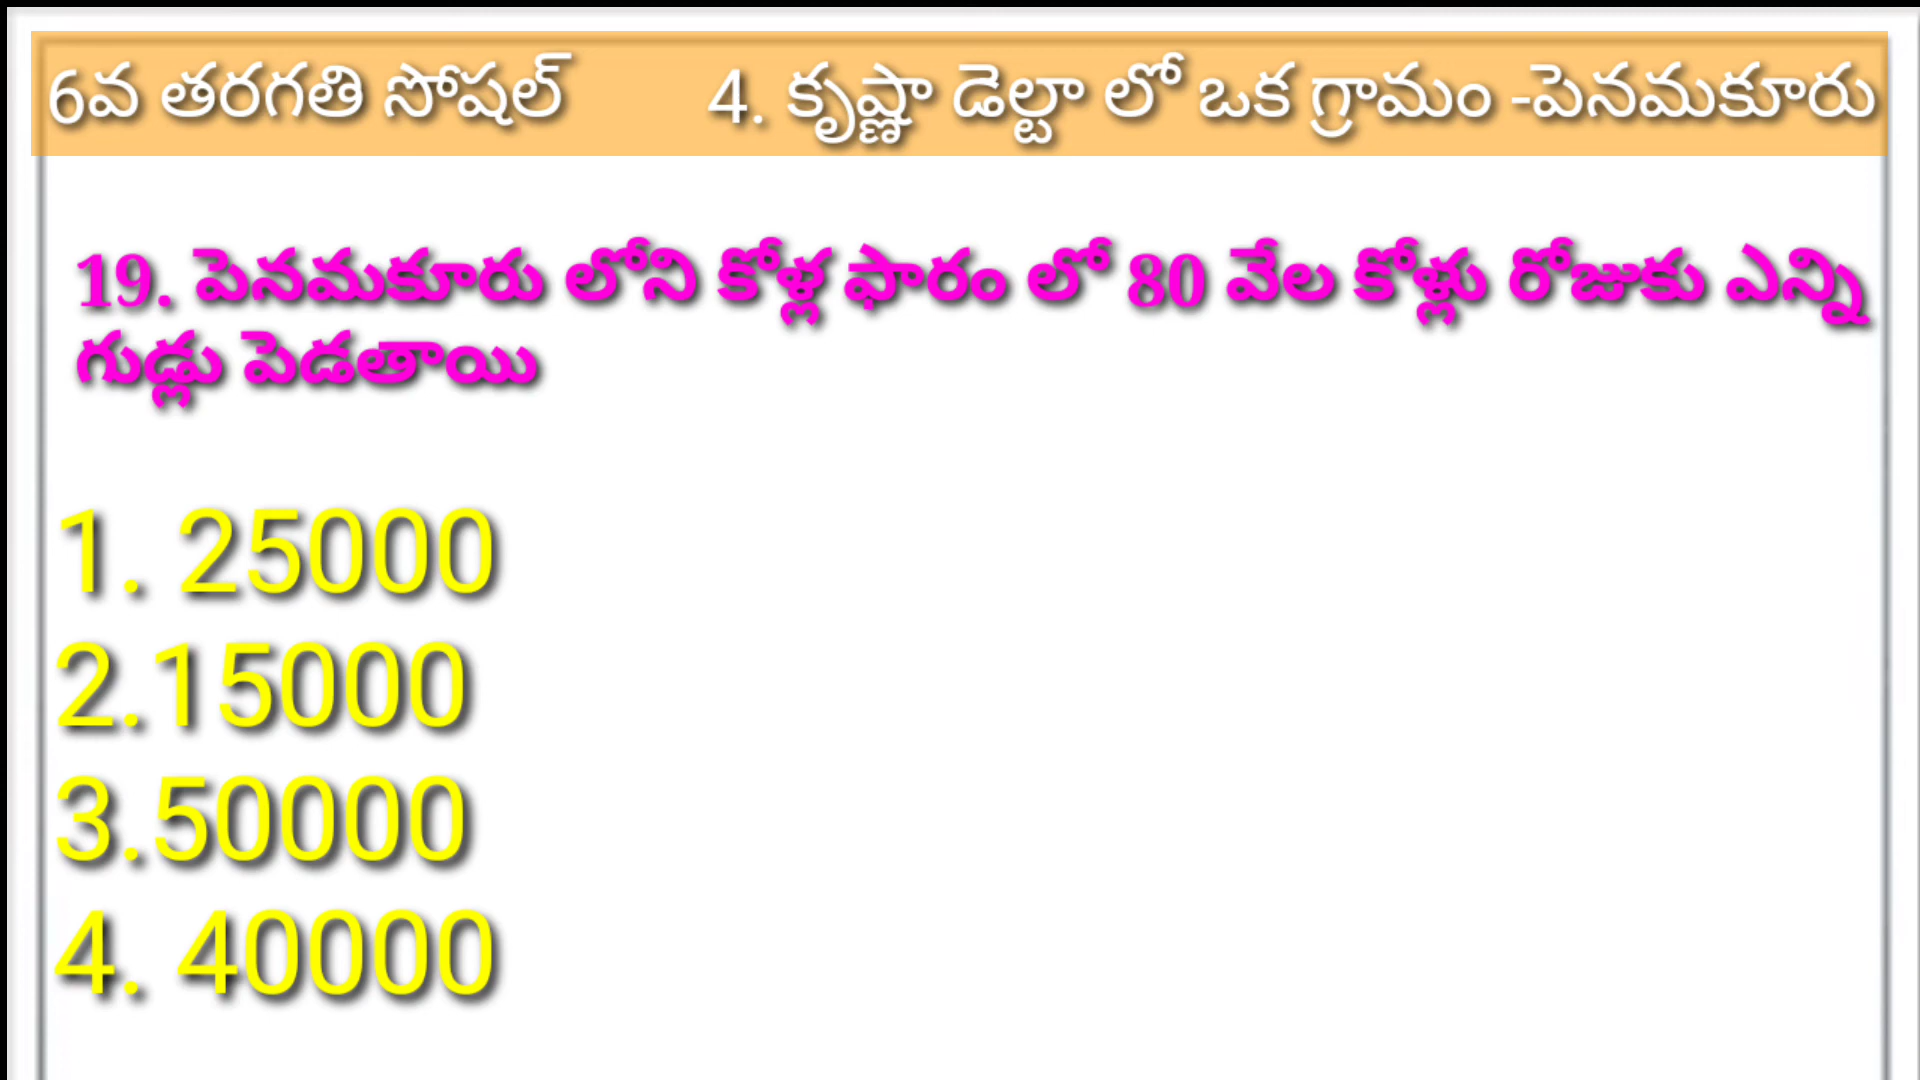 6వ తరగతి సోషల్ 4. కృష్ణా డెల్టా లో ఒక గ్రామం -పెనమకూరు
19. పెనమకూరు లోని కోళ్ల ఫారం లో 80 వేల కోళ్లు రోజుకు ఎన్ని
గుడ్లు పెడతాయి
1. 25000
2.15000
3.50000
4. 40000